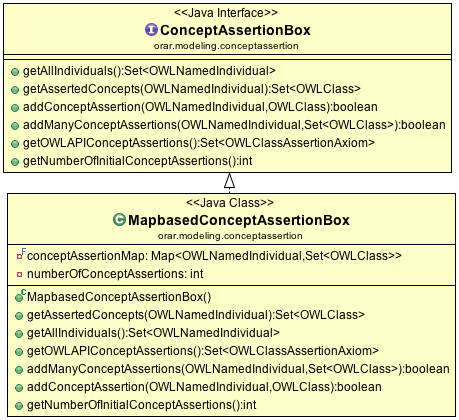 <<Java Interface>>
I ConceptAssertionBox
orar.modeling.conceptassertion
getAllIndividuals():Set<OWLNamedIndividual>
getAssertedConcepts(OWLNamedIndividual):Set<OWLClass>
addConceptAssertion(OWLNamedIndividual,OWLClass):boolean
addManyConceptAssertions(OWLNamedIndividual,Set<OWLClass>):boolean
getOWLAPIConceptAssertions():Set<OWLClassAssertionAxiom>
getNumberOfInitialConceptAssertions():int
<<Java Class>>
C MapbasedConceptAssertionBox
orar.modeling.conceptassertion
F conceptAssertionMap: Map<OWLNamedIndividual,Set<OWLClass>>
numberOfConceptAssertions: int
C MapbasedConceptAssertionBox()
getAssertedConcepts(OWLNamedIndividual):Set<OWLClass>
getAllIndividuals():Set<OWLNamedIndividual>
getOWLAPIConceptAssertions():Set<OWLClassAssertionAxiom>
addManyConceptAssertions(OWLNamedIndividual,Set<OWLClass>):boolean
addConceptAssertion(OWLNamedIndividual,OWLClass):boolean
getNumberOfInitialConceptAssertions():int